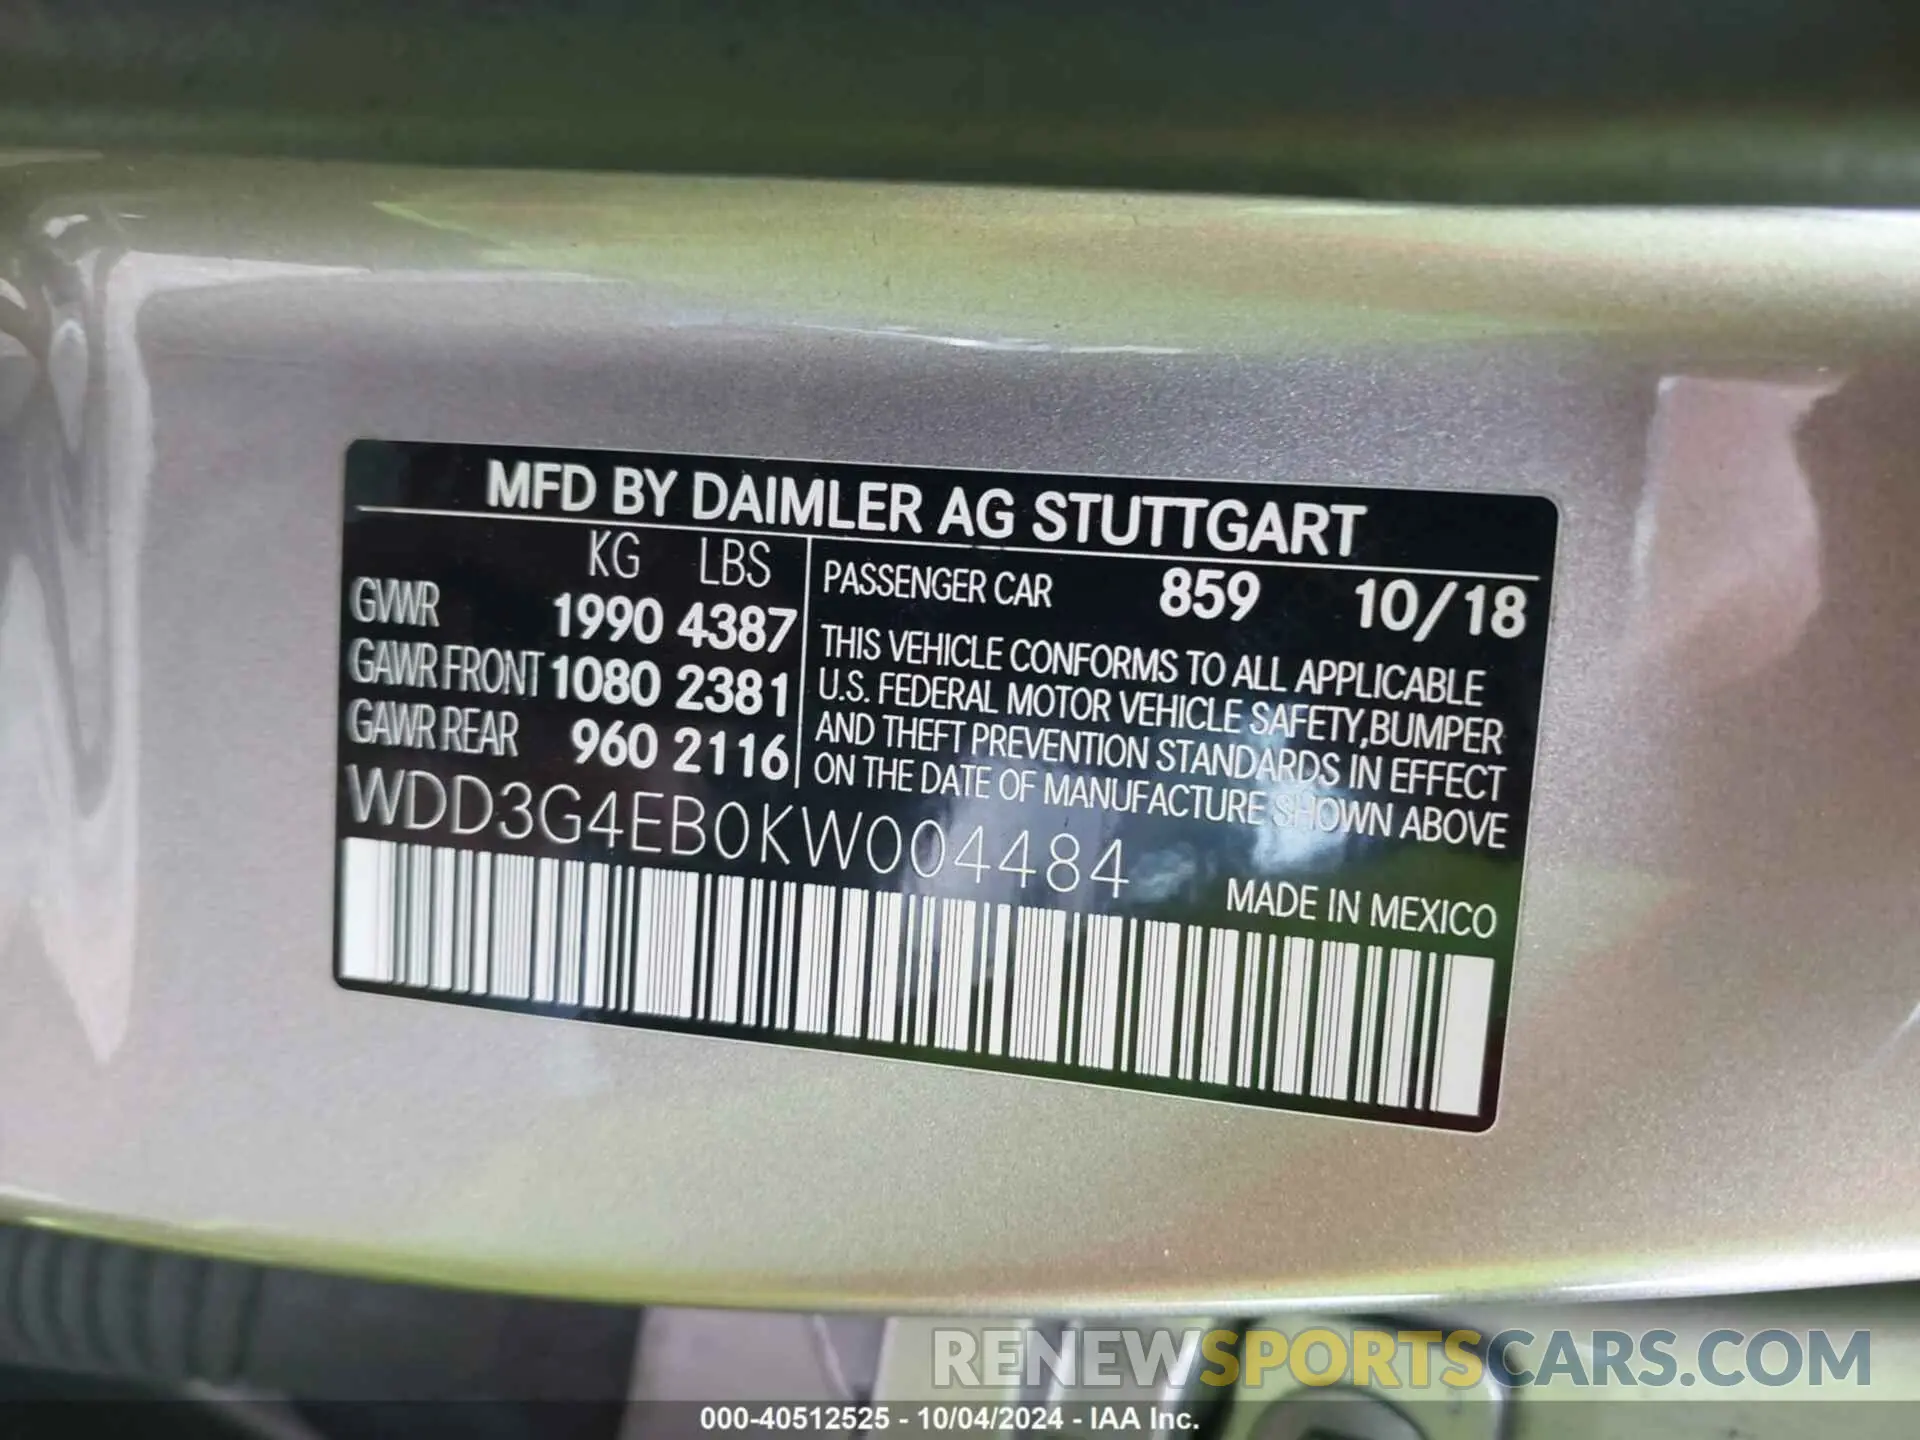 MFD BY DAIMLER AG STUTTGART
KG LBS
GVWR 1990 4387
GAWR FRONT 1080 2381
GAWR REAR 960 2116
PASSENGER CAR 859 10/18
THIS VEHICLE CONFORMS TO ALL APPLICABLE
U.S. FEDERAL MOTOR VEHICLE SAFETY,BUMPER
AND THEFT PREVENTION STANDARDS IN EFFECT
ON THE DATE OF MANUFACTURE SHOWN ABOVE
WDD3G4EB0KW004484
MADE IN MEXICO
RENEWSPORTSCARS.COM
000-40512525 - 10/04/2024 - IAA Inc.